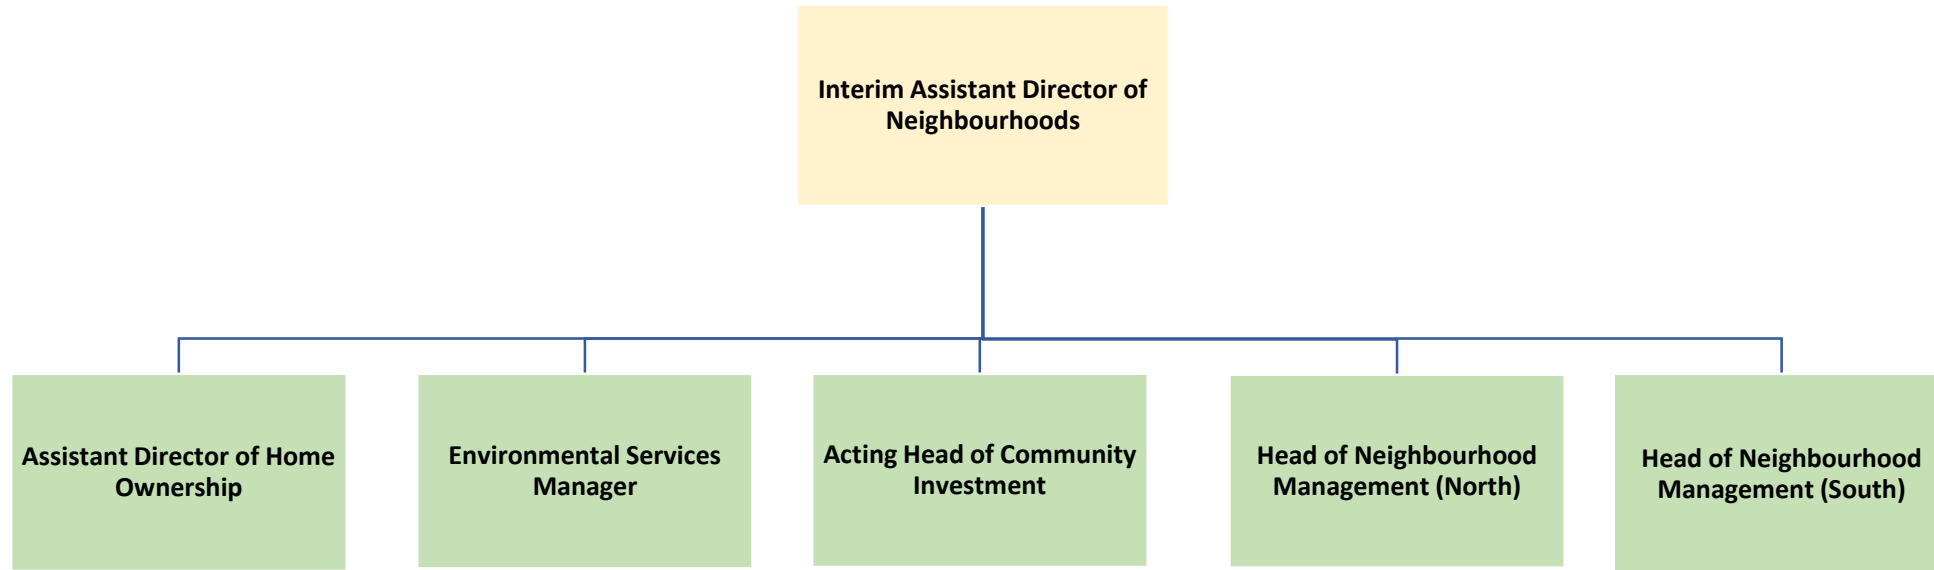 Interim Assistant Director of
Neighbourhoods
Assistant Director of Home
Ownership
Environmental Services
Manager
Acting Head of Community
Investment
Head of Neighbourhood
Management (North)
Head of Neighbourhood
Management (South)